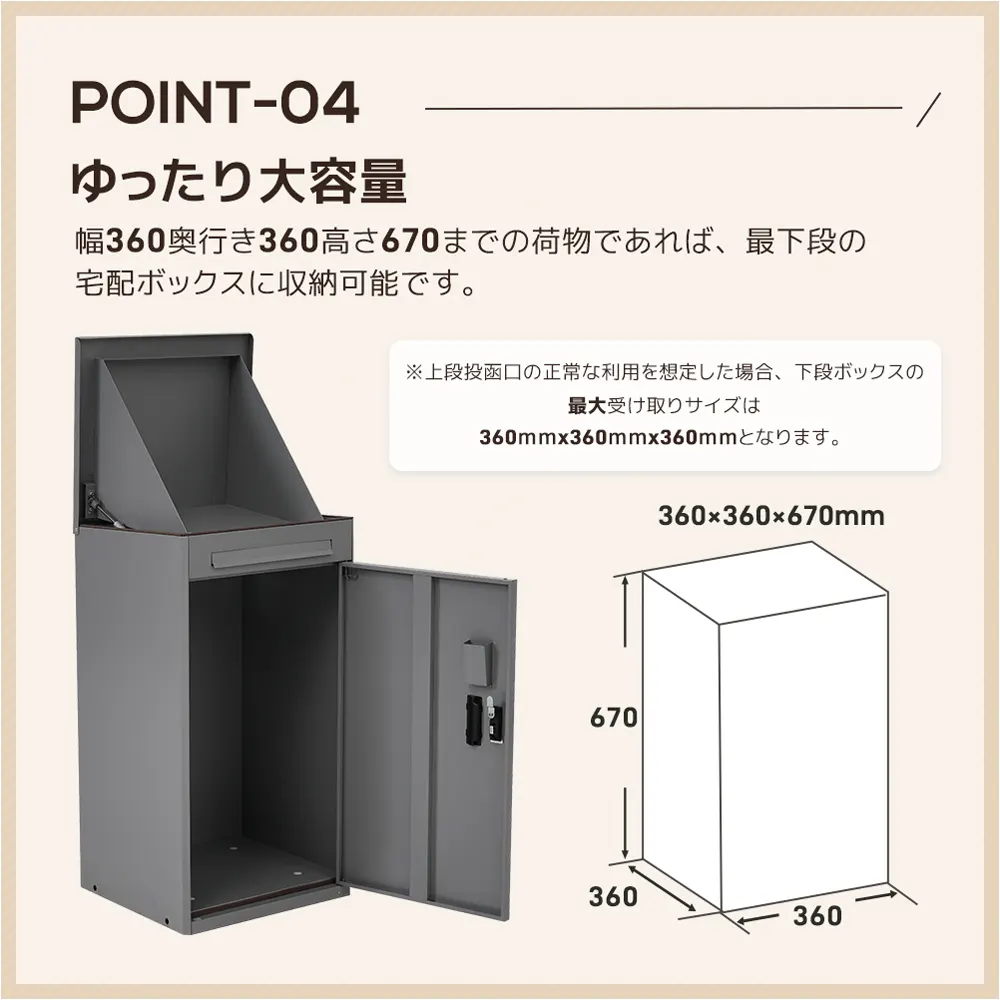 POINT-04
ゆったり大容量
幅360奥行き360高さ670までの荷物であれば、最下段の
宅配ボックスに収納可能です。
※上段投函口の正常な利用を想定した場合、下段ボックスの
最大受け取りサイズは
360mmx360mmx360mmとなります。
360×360×670mm
670
360
360